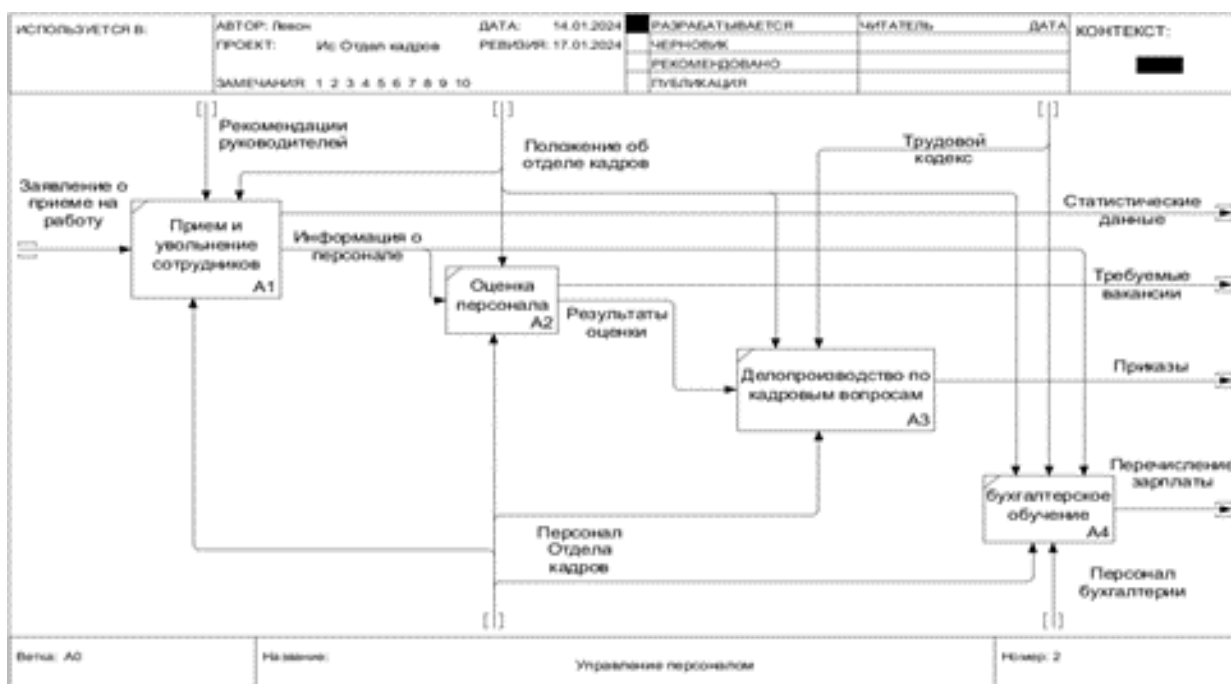 ИСПОЛЬЗУЕТСЯ В:
АВТОР: Левон
ДАТА: 14.01.2024
ПРОЕКТ: Ис Отдел кадров
РЕВИЗИЯ: 17.01.2024
ЗАМЕЧАНИЯ 1 2 3 4 5 6 7 8 9 10
РАЗРАБАТЫВАЕТСЯ
ЧЕРНОВИК
РЕКОМЕНДОВАНО
ПУБЛИКАЦИЯ
ЧИТАТЕЛЬ ДАТА
КОНТЕКСТ:
Рекомендации
руководителей
Положение об
отделе кадров
Трудовой
кодекс
Заявление о
приеме на
работу
Прием и
увольнение
сотрудников
A1
Информация о
персонале
Статистические
данные
Оценка
персонала
A2
Требуемые
вакансии
Результаты
оценки
Делопроизводство по
кадровым вопросам
A3
Приказы
Перечисление
зарплаты
бухгалтерское
обучение
A4
Персонал
Отдела
кадров
Персонал
бухгалтерии
Ветка: A0
Название:
Управление персоналом
Номер: 2